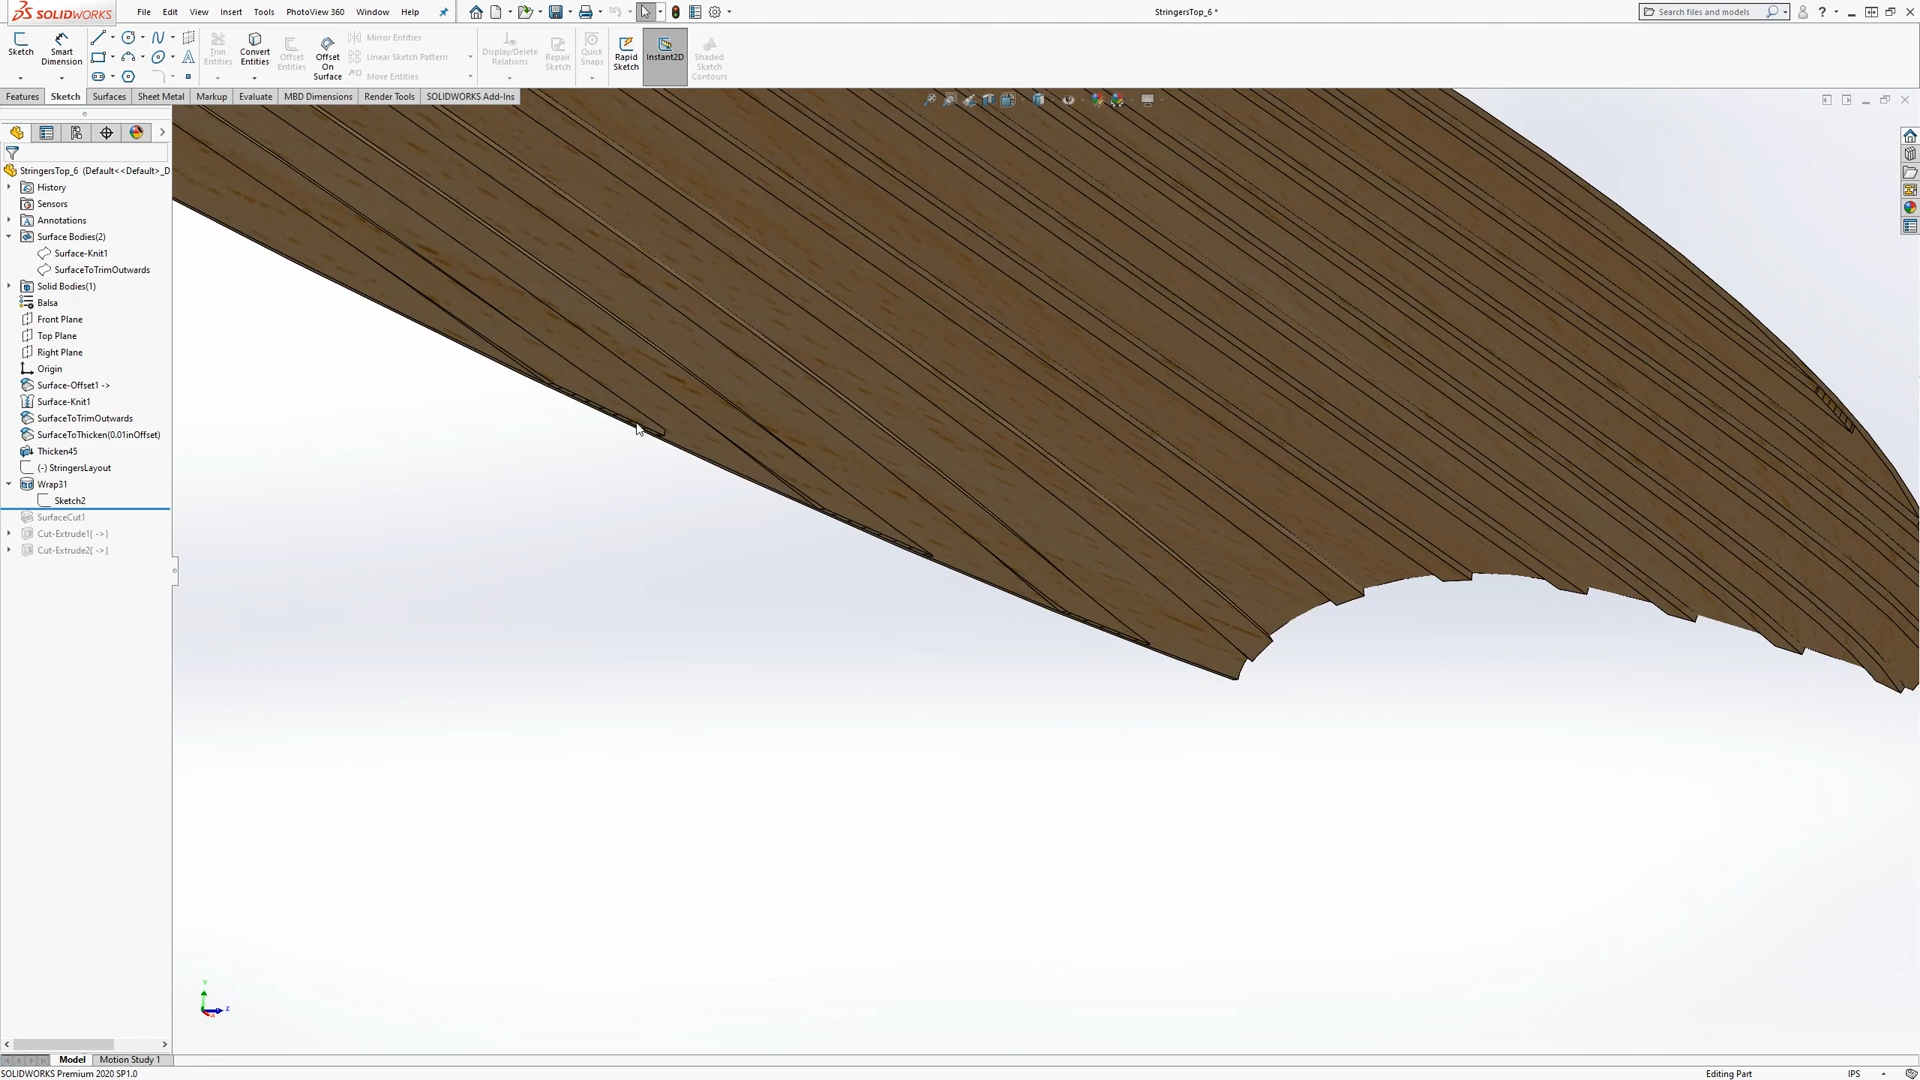 SOLIDWORKS File Edit View Insert Tools PhotoView 360 Window Help StringersTop_6 * Search files and models ?
Sketch Smart Dimension Trim Entities Convert Entities Offset Entities Offset On Surface Mirror Entities Linear Sketch Pattern Move Entities Display/Delete Relations Repair Sketch Quick Snaps Rapid Sketch Instant2D Shaded Sketch Contours
Features Sketch Surfaces Sheet Metal Markup Evaluate MBD Dimensions Render Tools SOLIDWORKS Add-Ins
StringersTop_6 (Default<<Default>_D
History
Sensors
Annotations
Surface Bodies(2)
Surface-Knit1
SurfaceToTrimOutwards
Solid Bodies(1)
Balsa
Front Plane
Top Plane
Right Plane
Origin
Surface-Offset1 ->
Surface-Knit1
SurfaceToTrimOutwards
SurfaceToThicken(0.01inOffset)
Thicken45
(-) StringersLayout
Wrap31
Sketch2
SurfaceCut1
Cut-Extrude1{ ->}
Cut-Extrude2{ ->}
Y
Z
Model Motion Study 1
SOLIDWORKS Premium 2020 SP1.0 Editing Part IPS